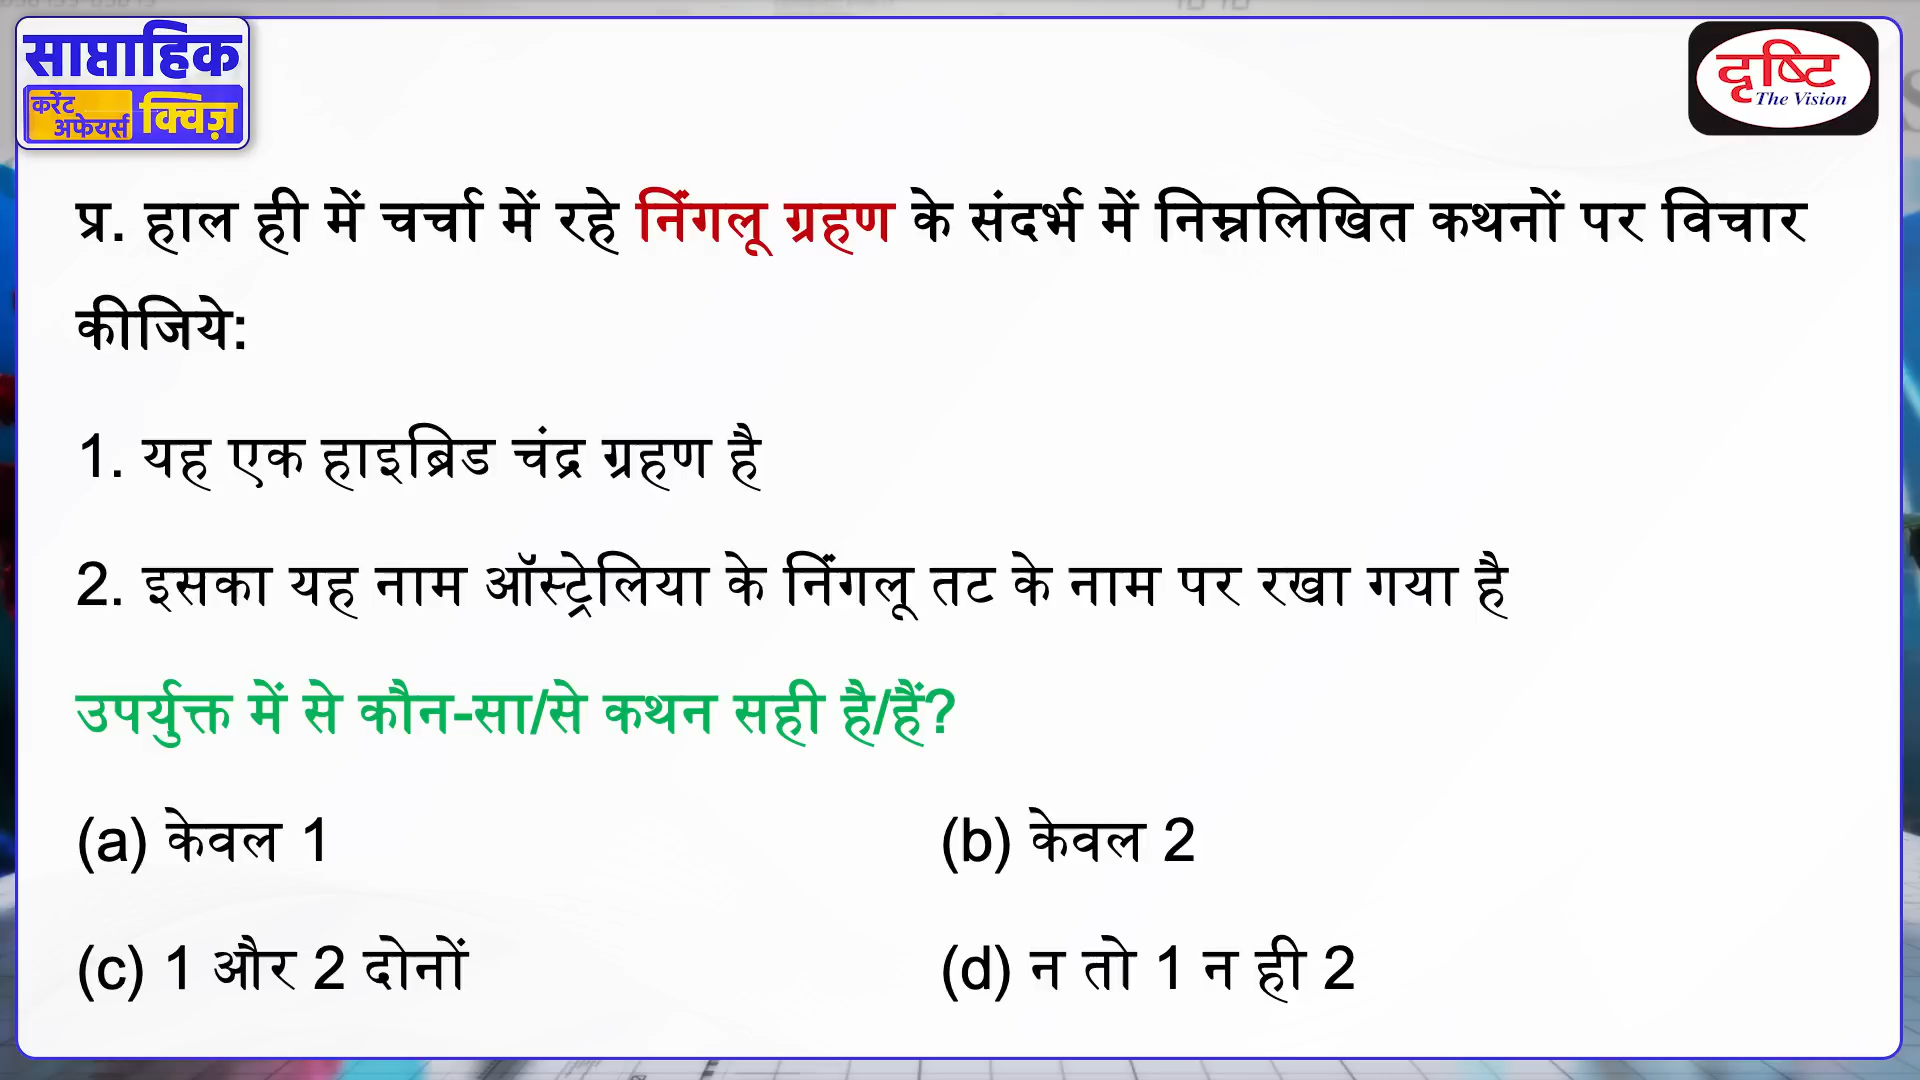 साप्ताहिक
करेंट
अफेयर्स क्विज़
दृष्टि
The Vision
प्र. हाल ही में चर्चा में रहे निंगलू ग्रहण के संदर्भ में निम्नलिखित कथनों पर विचार
कीजिये:
1. यह एक हाइब्रिड चंद्र ग्रहण है
2. इसका यह नाम ऑस्ट्रेलिया के निंगलू तट के नाम पर रखा गया है
उपर्युक्त में से कौन-सा/से कथन सही है/हैं?
(a) केवल 1 (b) केवल 2
(c) 1 और 2 दोनों (d) न तो 1 न ही 2